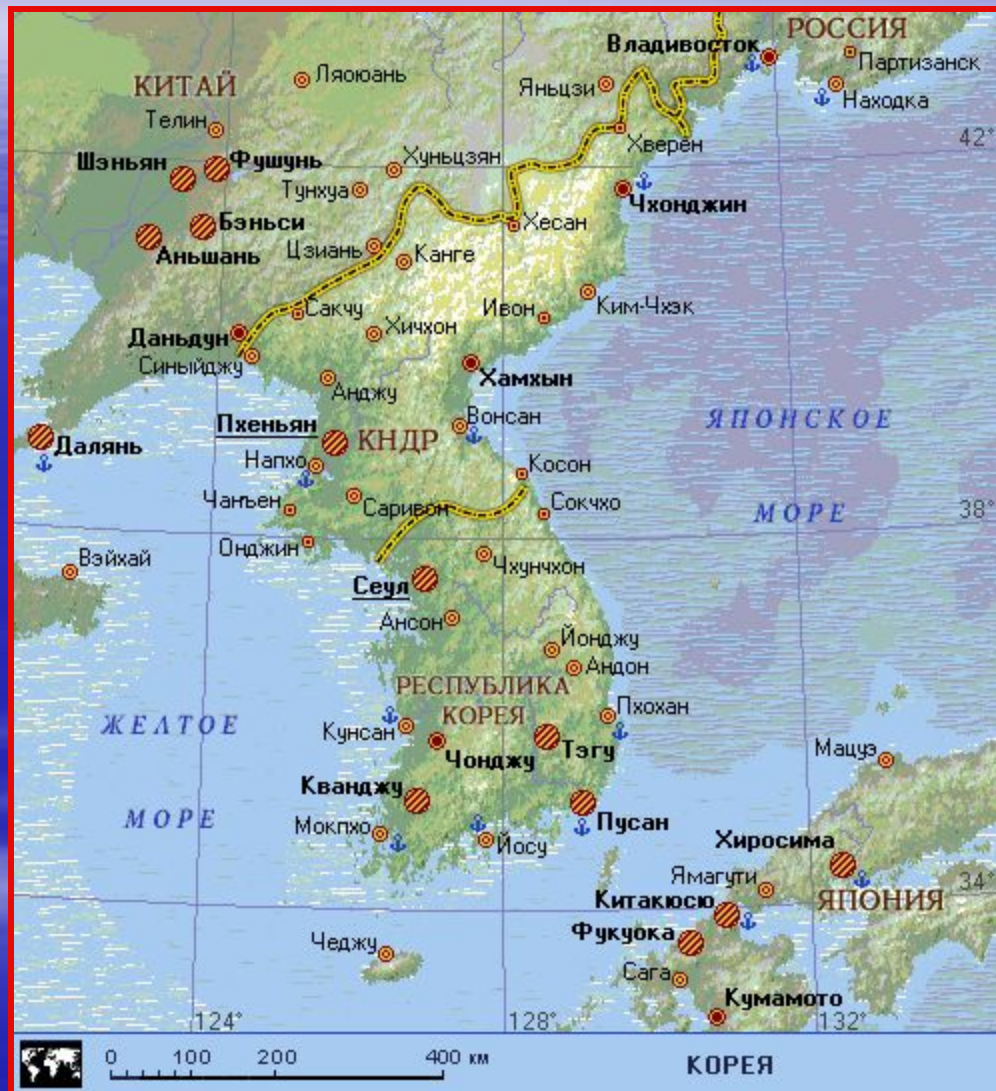 РОССИЯ
Владивосток
Партизанск
Находка
КИТАЙ
Ляоюань
Яньцзи
Телин
Хверён
42°
Шэньян
Фушунь
Хуньцзян
Тунхуа
Чхонджин
Бэньси
Аньшань
Цзиань
Канге
Хесан
Сакчу
Хичхон
Ивон
Ким-Чхэк
Даньдун
Синыйджу
Анджу
Хамхын
Пхеньян
КНДР
Вонсан
ЯПОНСКОЕ
МОРЕ
Далянь
Напхо
Косон
Чанъен
Саривон
Сокчхо
38°
Онджин
Чхунчхон
Вэйхай
Сеул
Ансон
Йонджу
Андон
РЕСПУБЛИКА
КОРЕЯ
Пхохан
ЖЕЛТОЕ
МОРЕ
Кунсан
Чонджу
Тэгу
Мацуэ
Кванджу
Мокпхо
Йосу
Пусан
Хиросима
Ямагути
34°
Китакюсю
ЯПОНИЯ
Фукуока
Чеджу
Сага
Кумамото
124°
128°
132°
0 100 200 400 км
КОРЕЯ